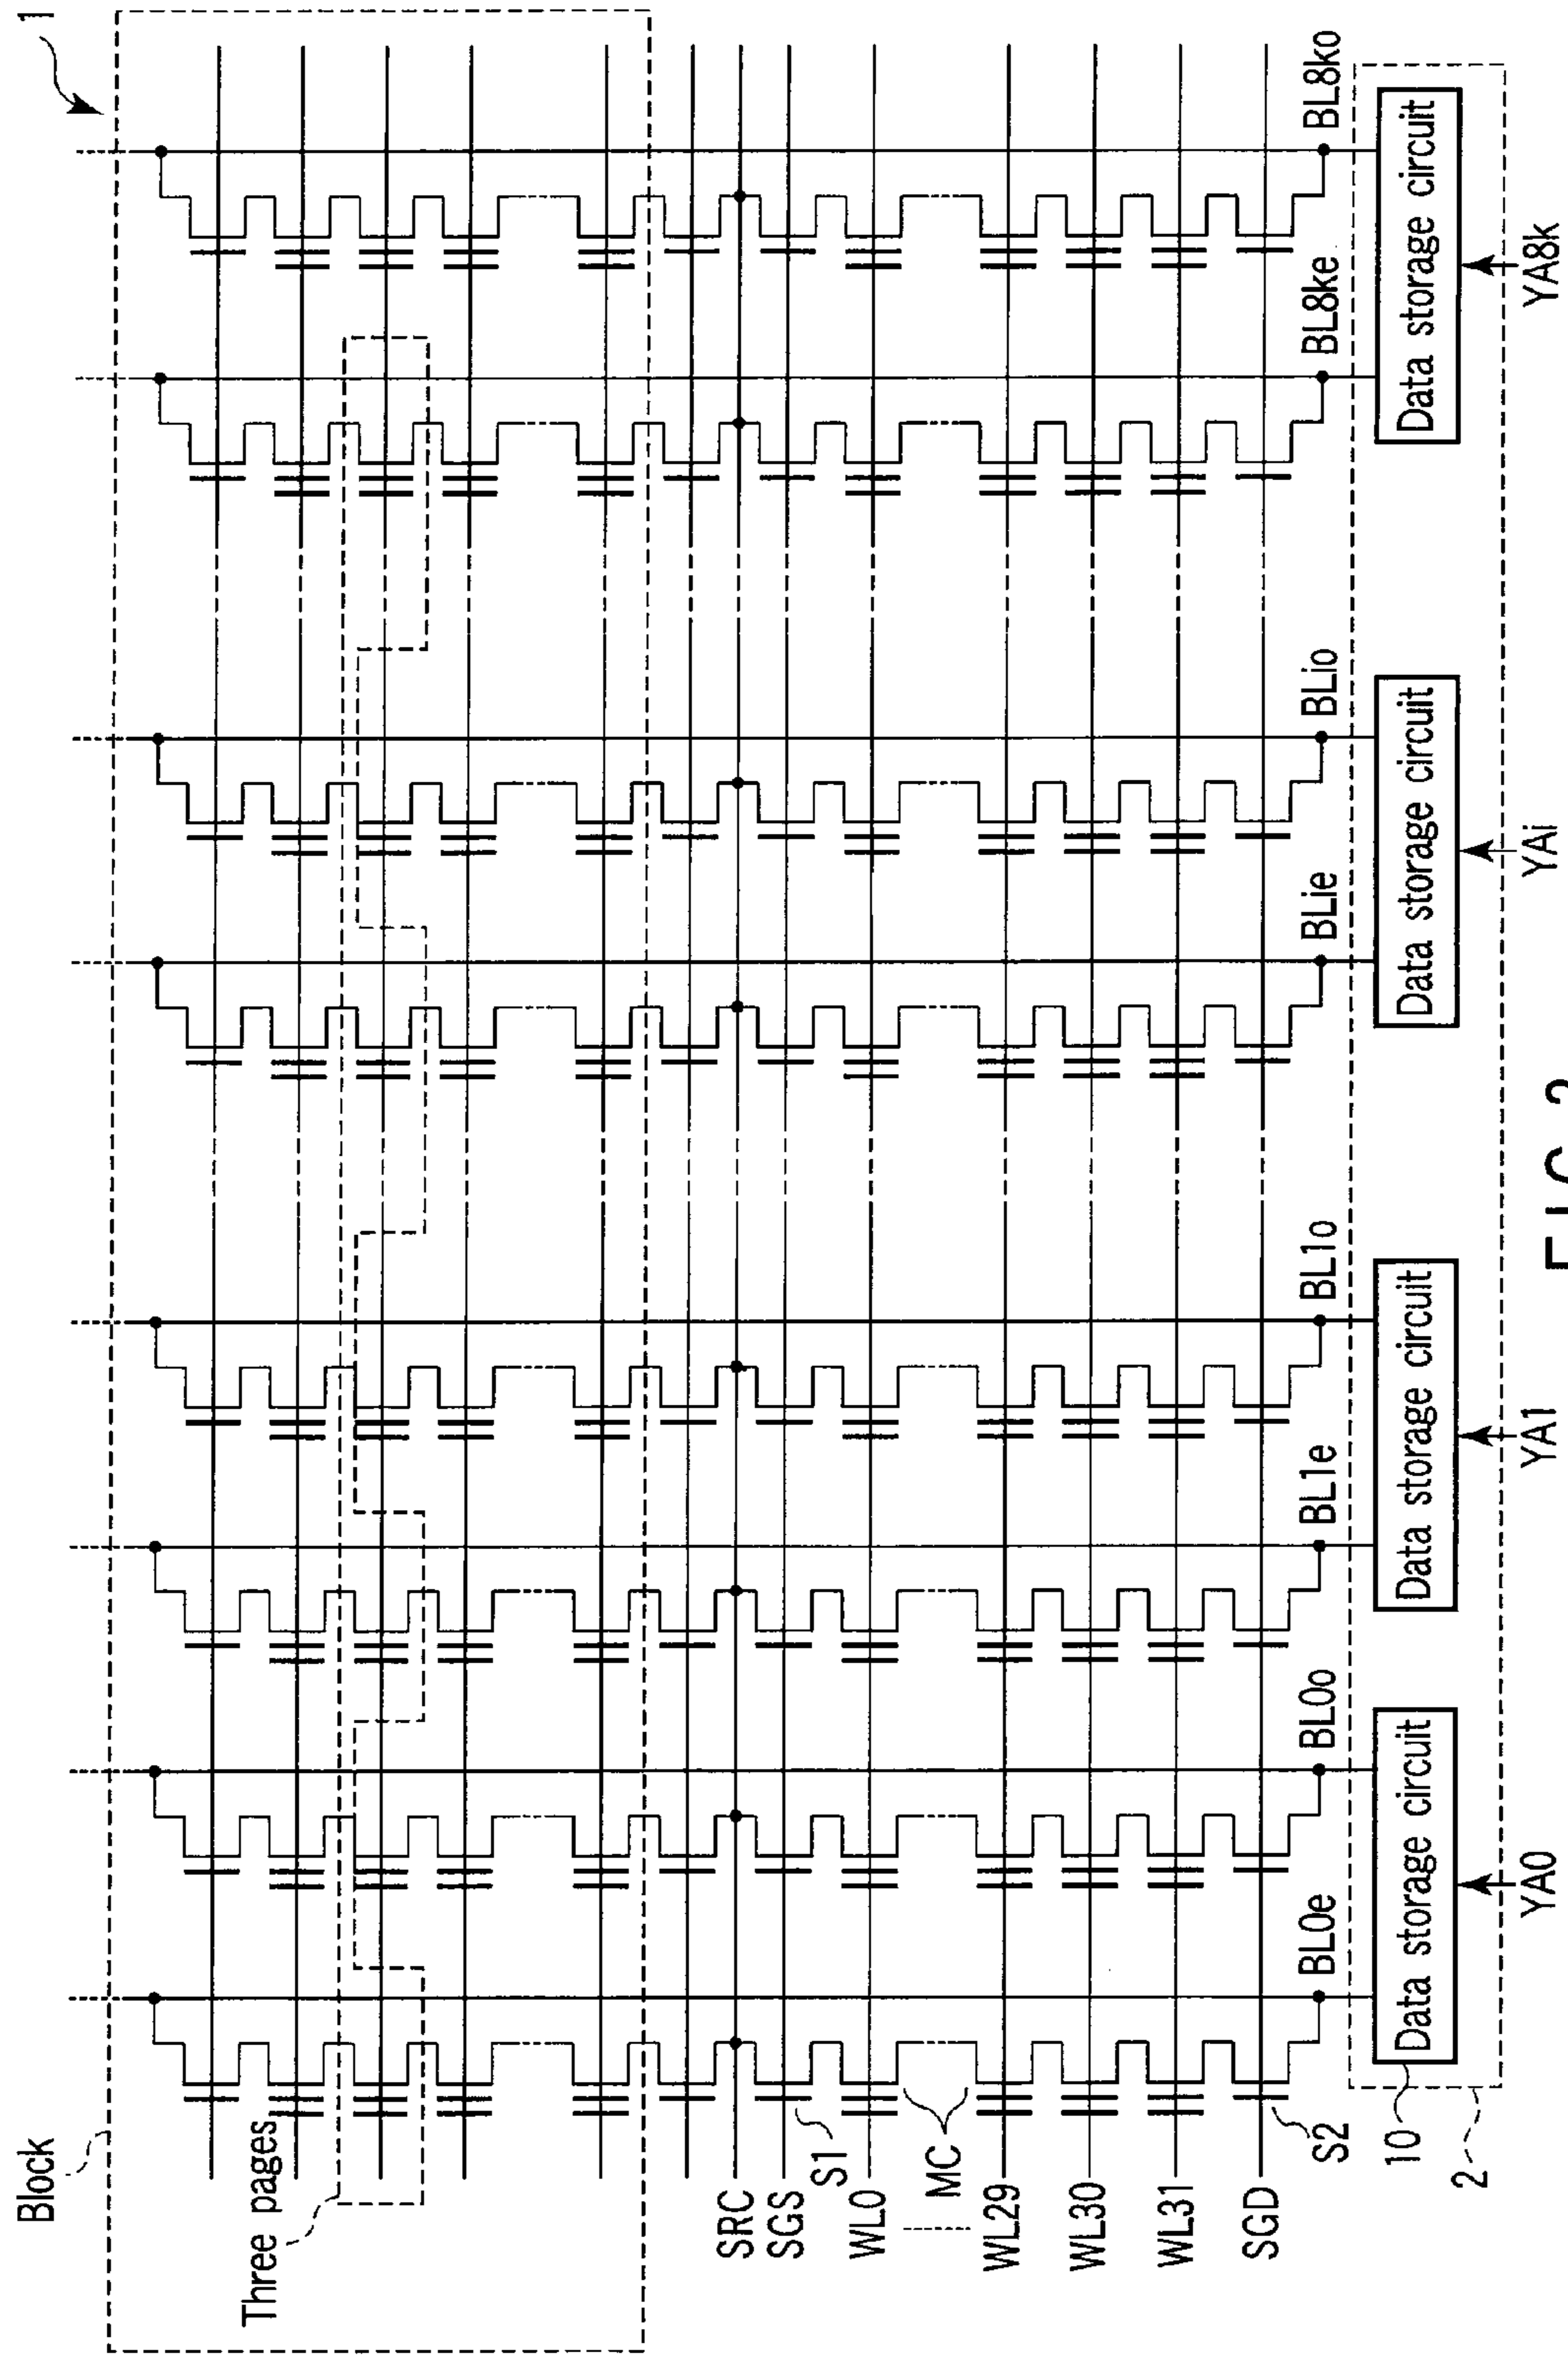 1
Block
Three pages
SRC
SGS
S1
WL0
MC
WL29
WL30
WL31
SGD
S2
BL0e
BL0o
BL1e
BL1o
BLie
BLio
BL8ke
BL8ko
10
Data storage circuit
Data storage circuit
Data storage circuit
Data storage circuit
2
YA0
YA1
YAi
YA8k